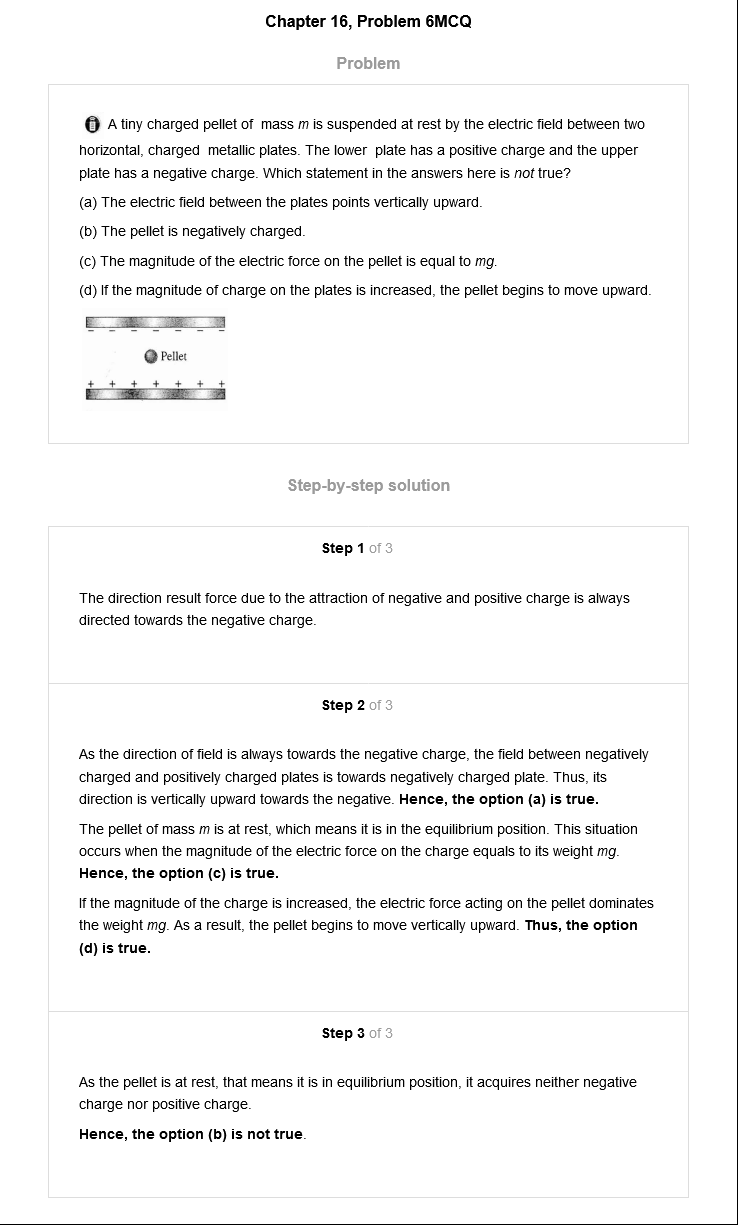 Chapter 16, Problem 6MCQ
Problem
A tiny charged pellet of mass m is suspended at rest by the electric field between two
horizontal, charged metallic plates. The lower plate has a positive charge and the upper
plate has a negative charge. Which statement in the answers here is not true?
(a) The electric field between the plates points vertically upward.
(b) The pellet is negatively charged.
(c) The magnitude of the electric force on the pellet is equal to mg.
(d) If the magnitude of charge on the plates is increased, the pellet begins to move upward.
− − − − − − −
Pellet
+ + + + + + +
Step-by-step solution
Step 1 of 3
The direction result force due to the attraction of negative and positive charge is always
directed towards the negative charge.
Step 2 of 3
As the direction of field is always towards the negative charge, the field between negatively
charged and positively charged plates is towards negatively charged plate. Thus, its
direction is vertically upward towards the negative. Hence, the option (a) is true.
The pellet of mass m is at rest, which means it is in the equilibrium position. This situation
occurs when the magnitude of the electric force on the charge equals to its weight mg.
Hence, the option (c) is true.
If the magnitude of the charge is increased, the electric force acting on the pellet dominates
the weight mg. As a result, the pellet begins to move vertically upward. Thus, the option
(d) is true.
Step 3 of 3
As the pellet is at rest, that means it is in equilibrium position, it acquires neither negative
charge nor positive charge.
Hence, the option (b) is not true.